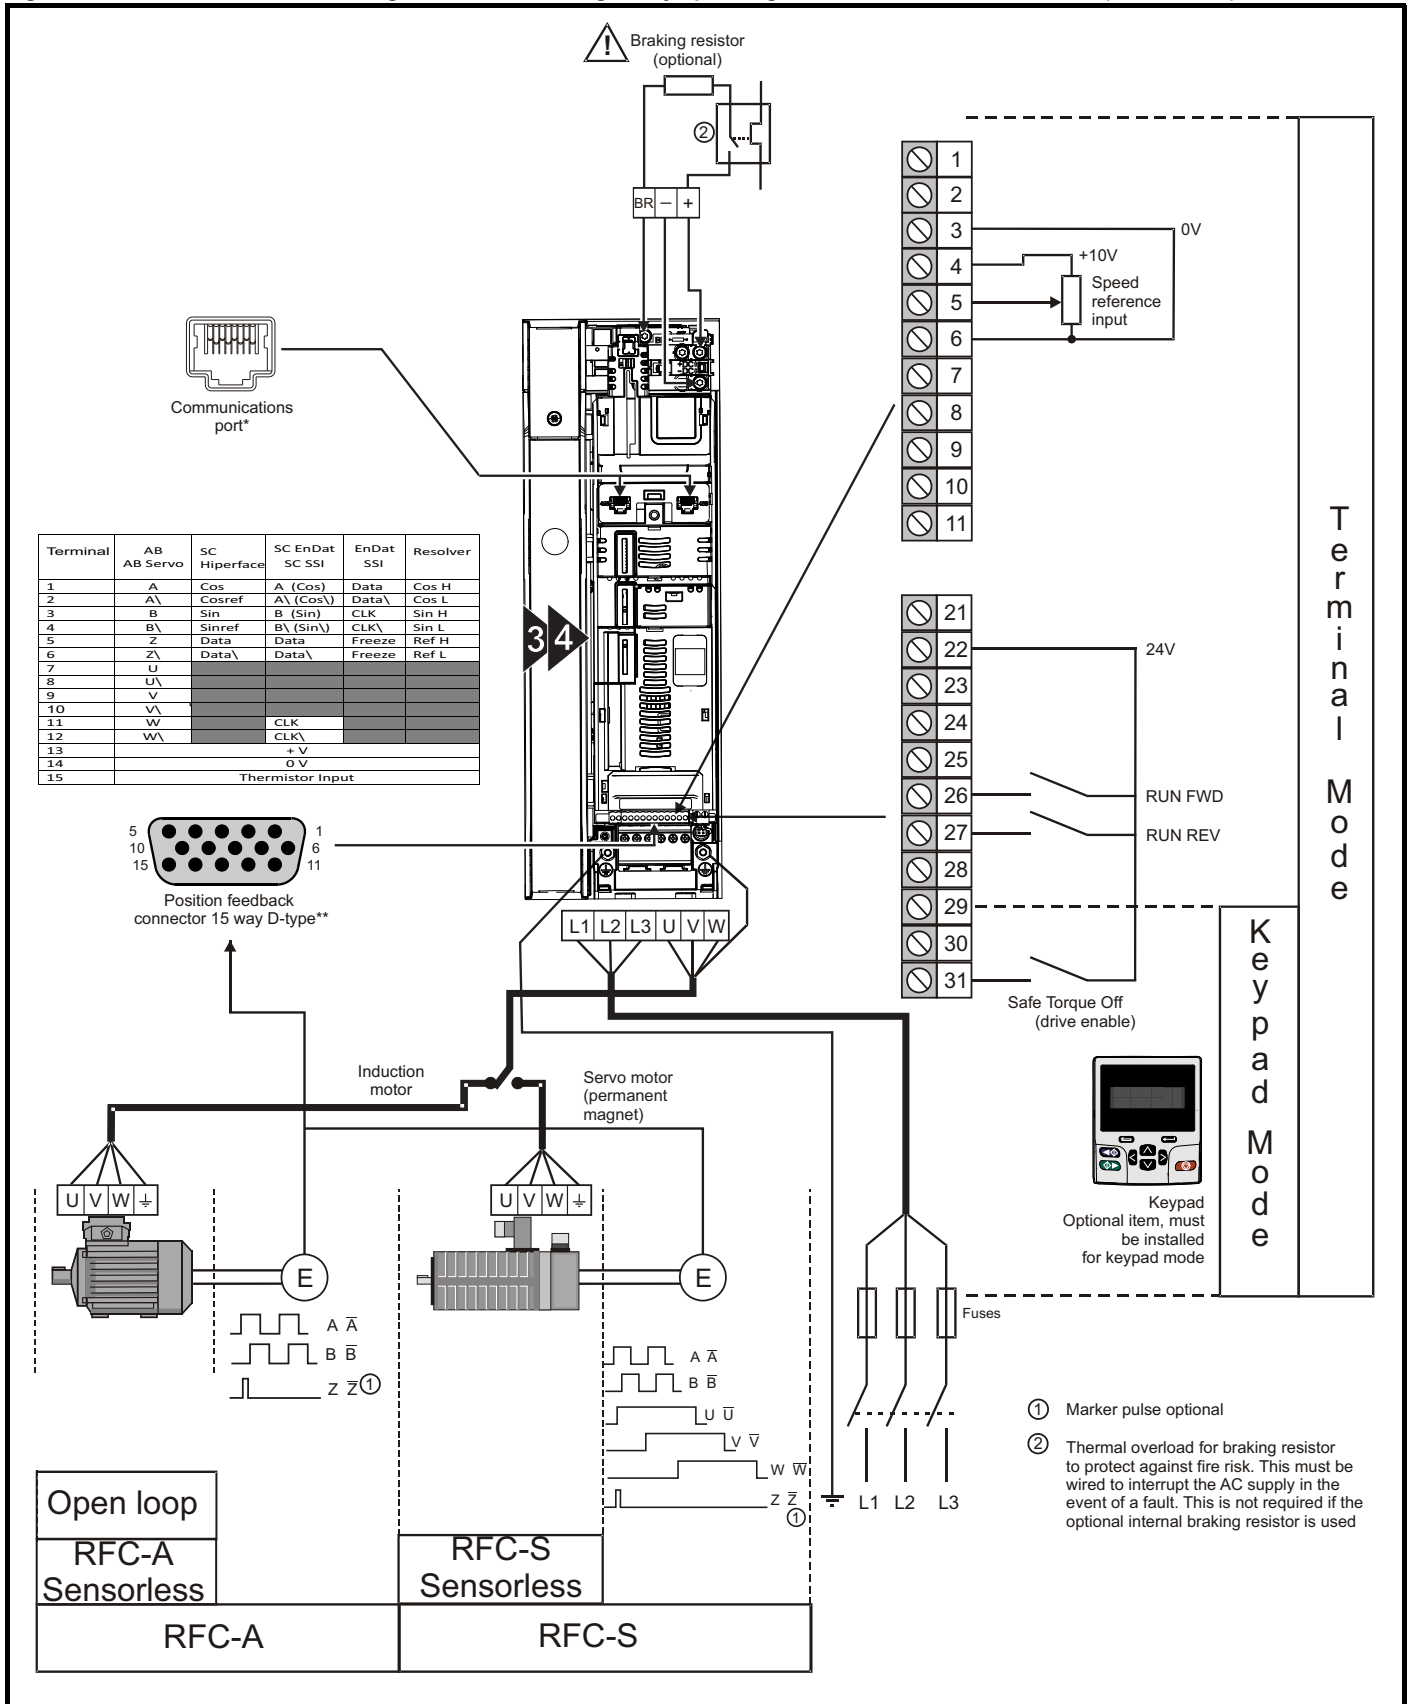 Braking resistor
(optional)
2
BR − +
Communications
port*
1
2
3
4
5
6
7
8
9
10
11
0V
+10V
Speed
reference
input
Terminal AB AB Servo SC Hiperface SC EnDat SC SSI EnDat SSI Resolver
1 A Cos A (Cos) Data Cos H
2 A\ Cosref A\ (Cos\) Data\ Cos L
3 B Sin B (Sin) CLK Sin H
4 B\ Sinref B\ (Sin\) CLK\ Sin L
5 Z Data Data Freeze Ref H
6 Z\ Data\ Data\ Freeze Ref L
7 U
8 U\
9 V
10 V\
11 W CLK
12 W\ CLK\
13 + V
14 0 V
15 Thermistor Input
3 4
21
22
23
24
25
26
27
28
29
30
31
24V
RUN FWD
RUN REV
Safe Torque Off
(drive enable)
Terminal Mode
Keypad Mode
5 1
10 6
15 11
Position feedback
connector 15 way D-type**
L1 L2 L3 U V W
Induction
motor
Servo motor
(permanent
magnet)
Keypad
Optional item, must
be installed
for keypad mode
U V W
E
U V W
E
A A̅
B B̅
Z Z̅ 1
A A̅
B B̅
U U̅
V V̅
W W̅
Z Z̅
1
Fuses
L1 L2 L3
1 Marker pulse optional
2 Thermal overload for braking resistor
to protect against fire risk. This must be
wired to interrupt the AC supply in the
event of a fault. This is not required if the
optional internal braking resistor is used
Open loop
RFC-A
Sensorless
RFC-S
Sensorless
RFC-A
RFC-S